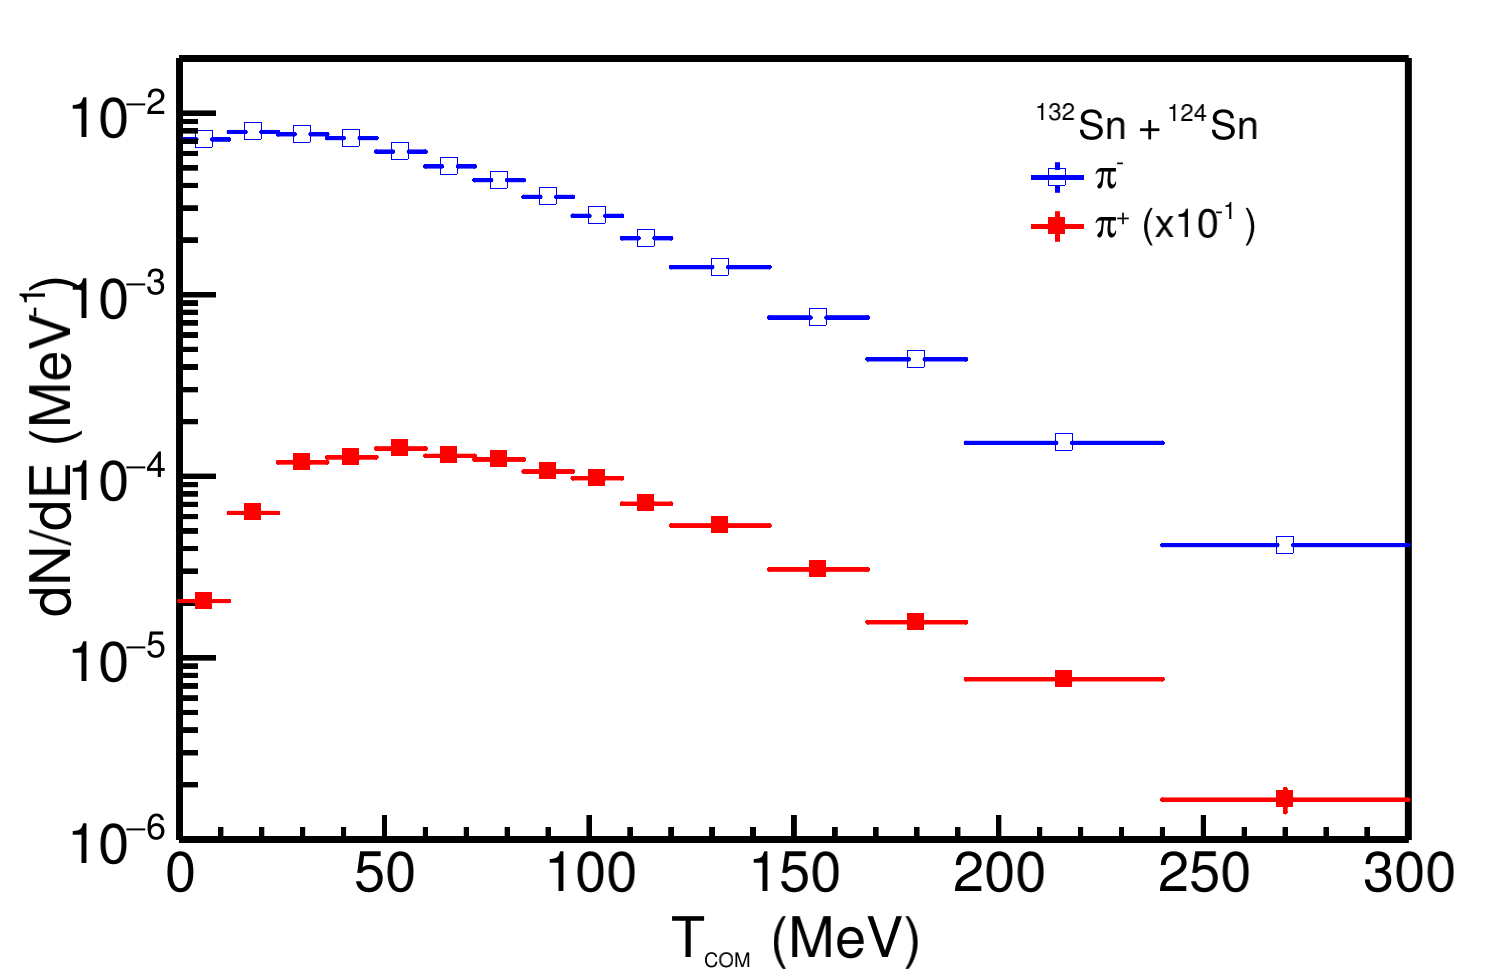 10⁻²
10⁻³
10⁻⁴
10⁻⁵
10⁻⁶
dN/dE (MeV⁻¹)
¹³²Sn + ¹²⁴Sn
π⁻
π⁺ (x10⁻¹ )
0 50 100 150 200 250 300
T_COM (MeV)